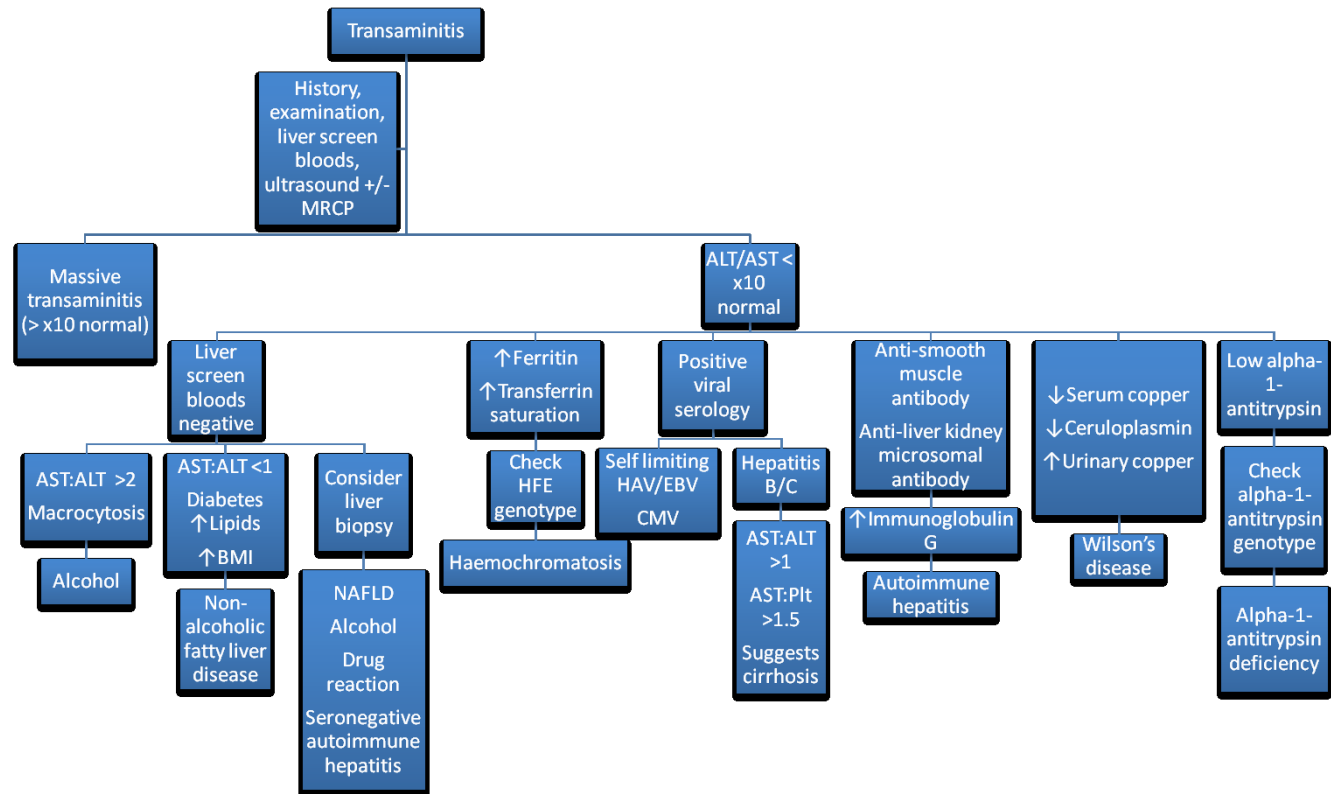 Transaminitis
History,
examination,
liver screen
bloods,
ultrasound +/-
MRCP
Massive
transaminitis
(> x10 normal)
ALT/AST <
x10
normal
Liver
screen
bloods
negative
AST:ALT >2
Macrocytosis
Alcohol
AST:ALT <1
Diabetes
↑Lipids
↑BMI
Non-
alcoholic
fatty liver
disease
Consider
liver
biopsy
NAFLD
Alcohol
Drug
reaction
Seronegative
autoimmune
hepatitis
↑Ferritin
↑Transferrin
saturation
Check
HFE
genotype
Haemochromatosis
Positive
viral
serology
Self limiting
HAV/EBV
CMV
Hepatitis
B/C
AST:ALT
>1
AST:Plt
>1.5
Suggests
cirrhosis
Anti-smooth
muscle
antibody
Anti-liver kidney
microsomal
antibody
↑Immunoglobulin
G
Autoimmune
hepatitis
↓Serum copper
↓Ceruloplasmin
↑Urinary copper
Wilson's
disease
Low alpha-
1-
antitrypsin
Check
alpha-1-
antitrypsin
genotype
Alpha-1-
antitrypsin
deficiency